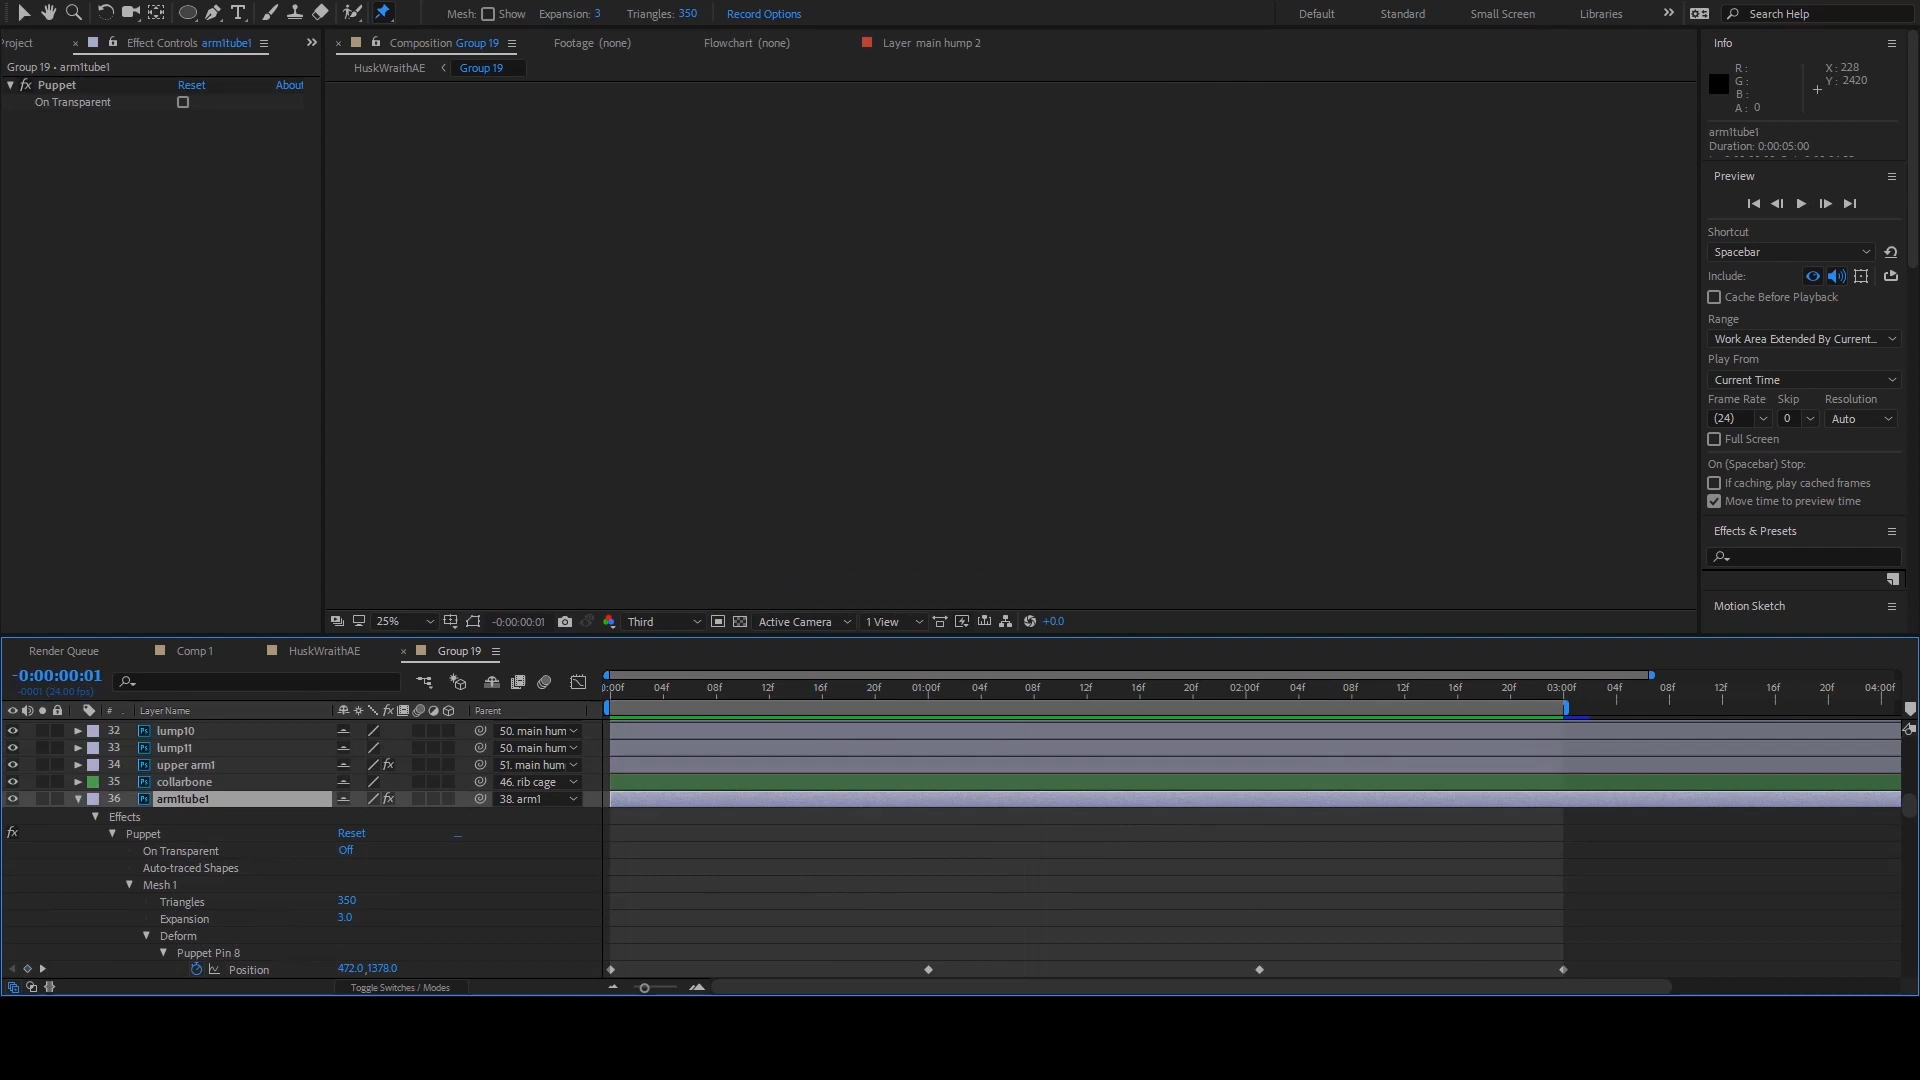 Mesh: Show Expansion: 3 Triangles: 350 Record Options Default Standard Small Screen Libraries Search Help
roject Effect Controls arm1tube1 Composition Group 19 Footage (none) Flowchart (none) Layer main hump 2 Info
Group 19 • arm1tube1 HuskWraithAE Group 19
Puppet Reset About
On Transparent
R :
G :
B :
A : 0
X : 228
Y : 2420
arm1tube1
Duration: 0:00:05:00
Preview
Shortcut
Spacebar
Include:
Cache Before Playback
Range
Work Area Extended By Current...
Play From
Current Time
Frame Rate Skip Resolution
(24) 0 Auto
Full Screen
On (Spacebar) Stop:
If caching, play cached frames
Move time to preview time
Effects & Presets
Motion Sketch
25% -0:00:00:01 Third Active Camera 1 View +0.0
Render Queue Comp 1 HuskWraithAE Group 19
-0:00:00:01
-0001 (24.00 fps)
0:00f 04f 08f 12f 16f 20f 01:00f 04f 08f 12f 16f 20f 02:00f 04f 08f 12f 16f 20f 03:00f 04f 08f 12f 16f 20f 04:00f
# Layer Name fx Parent
32 lump10 50. main hum
33 lump11 50. main hum
34 upper arm1 fx 51. main hum
35 collarbone 46. rib cage
36 arm1tube1 fx 38. arm1
Effects
fx Puppet Reset
On Transparent Off
Auto-traced Shapes
Mesh 1
Triangles 350
Expansion 3.0
Deform
Puppet Pin 8
Position 472.0,1378.0
Toggle Switches / Modes